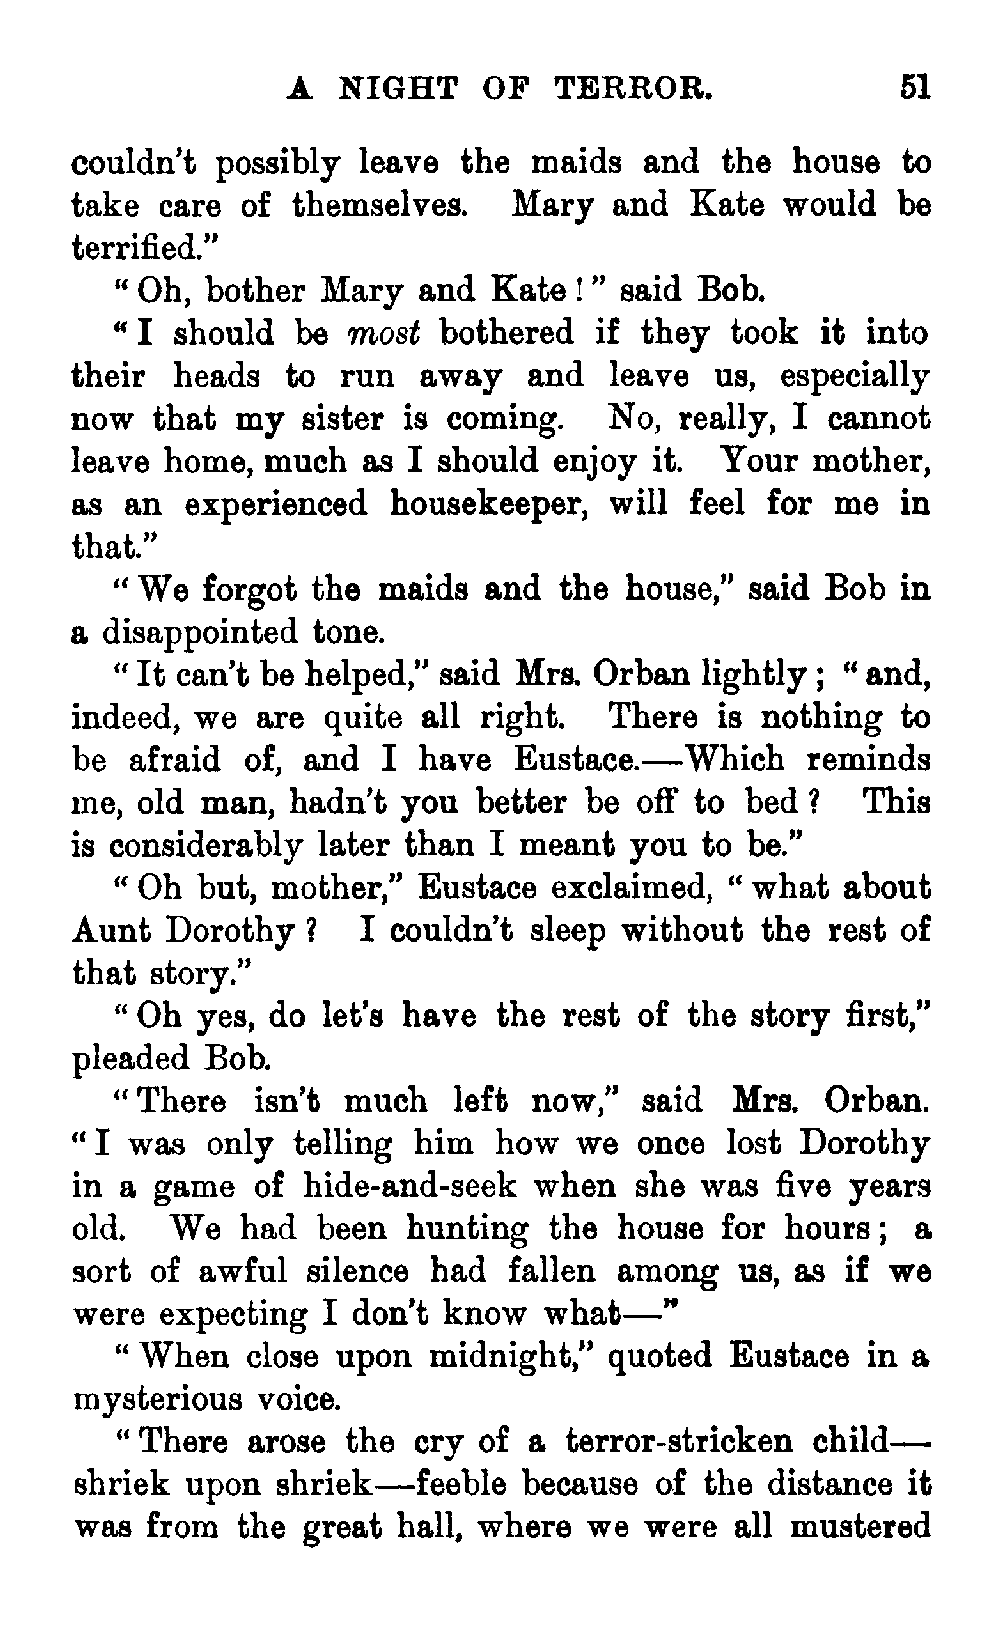 A NIGHT OF TERROR. 51
couldn't possibly leave the maids and the house to
take care of themselves. Mary and Kate would be
terrified."
"Oh, bother Mary and Kate!" said Bob.
"I should be most bothered if they took it into
their heads to run away and leave us, especially
now that my sister is coming. No, really, I cannot
leave home, much as I should enjoy it. Your mother,
as an experienced housekeeper, will feel for me in
that."
"We forgot the maids and the house," said Bob in
a disappointed tone.
"It can't be helped," said Mrs. Orban lightly; "and,
indeed, we are quite all right. There is nothing to
be afraid of, and I have Eustace.—Which reminds
me, old man, hadn't you better be off to bed? This
is considerably later than I meant you to be."
"Oh but, mother," Eustace exclaimed, "what about
Aunt Dorothy? I couldn't sleep without the rest of
that story."
"Oh yes, do let's have the rest of the story first,"
pleaded Bob.
"There isn't much left now," said Mrs. Orban.
"I was only telling him how we once lost Dorothy
in a game of hide-and-seek when she was five years
old. We had been hunting the house for hours; a
sort of awful silence had fallen among us, as if we
were expecting I don't know what—"
"When close upon midnight," quoted Eustace in a
mysterious voice.
"There arose the cry of a terror-stricken child—
shriek upon shriek—feeble because of the distance it
was from the great hall, where we were all mustered